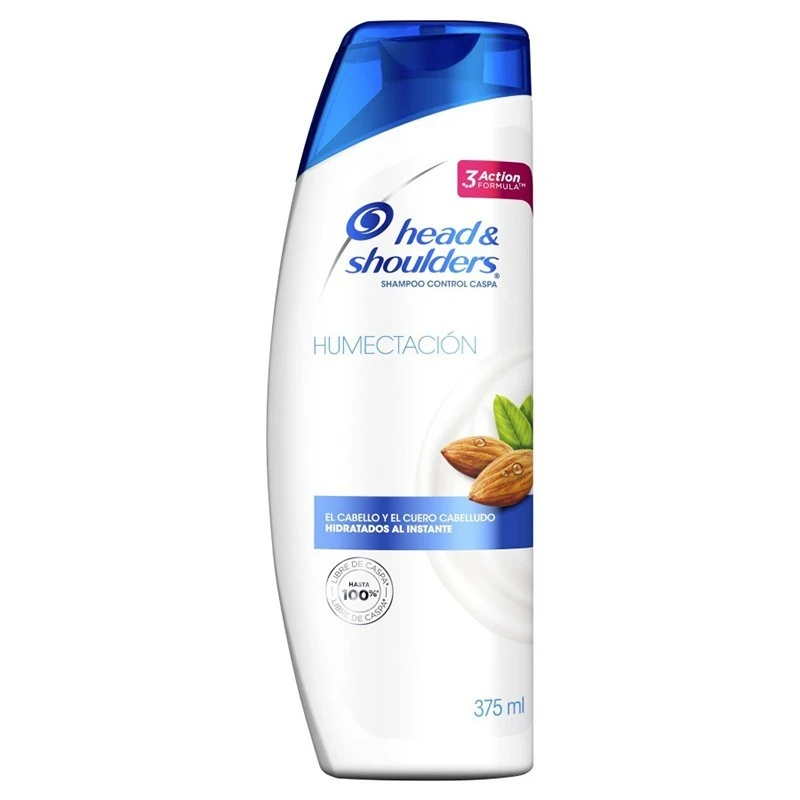 3 Action
FORMULA™
head &
shoulders®
SHAMPOO CONTROL CASPA
HUMECTACIÓN
EL CABELLO Y EL CUERO CABELLUDO
HIDRATADOS AL INSTANTE
LIBRE DE CASPA*
HASTA
100%*
LIBRE DE CASPA*
375 ml